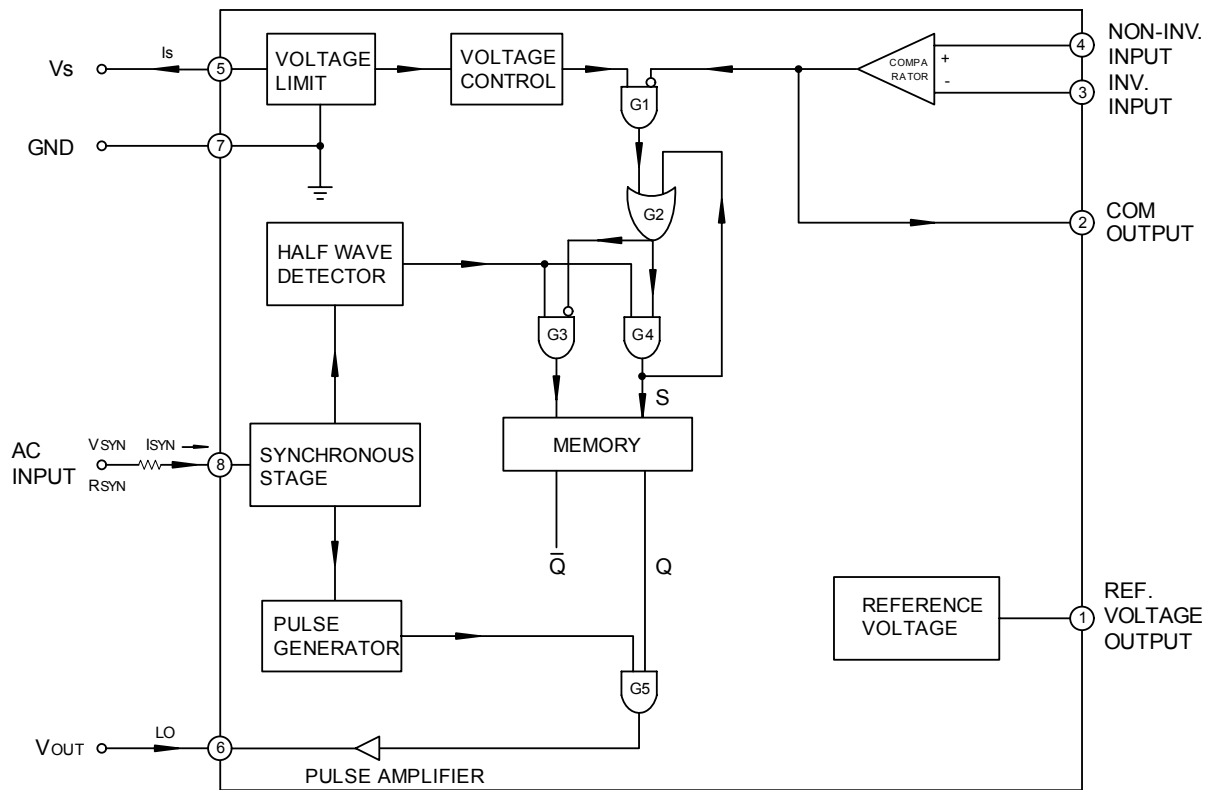 Vs
Is
5
VOLTAGE
LIMIT
VOLTAGE
CONTROL
G1
COMPA
RATOR
+
-
4
NON-INV.
INPUT
3
INV.
INPUT
GND
7
G2
2
COM
OUTPUT
HALF WAVE
DETECTOR
G3
G4
S
MEMORY
AC
INPUT
VSYN
ISYN
RSYN
8
SYNCHRONOUS
STAGE
Q̅
Q
PULSE
GENERATOR
REFERENCE
VOLTAGE
1
REF.
VOLTAGE
OUTPUT
G5
VOUT
LO
6
PULSE AMPLIFIER